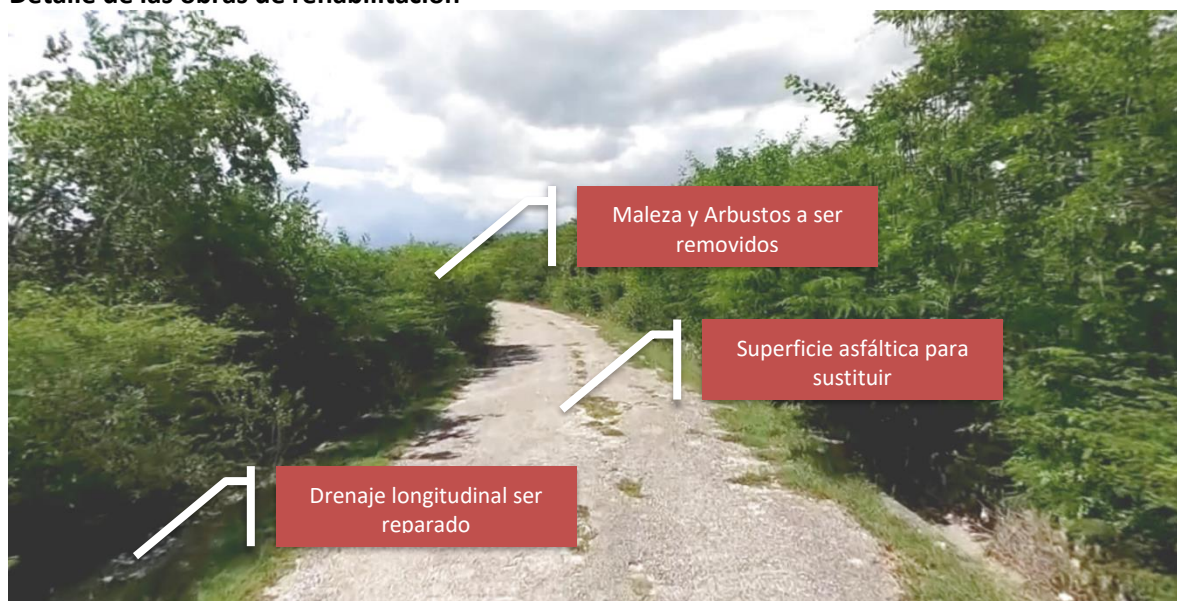 Detalle de las obras de rehabilitación
Maleza y Arbustos a ser
removidos
Superficie asfáltica para
sustituir
Drenaje longitudinal ser
reparado